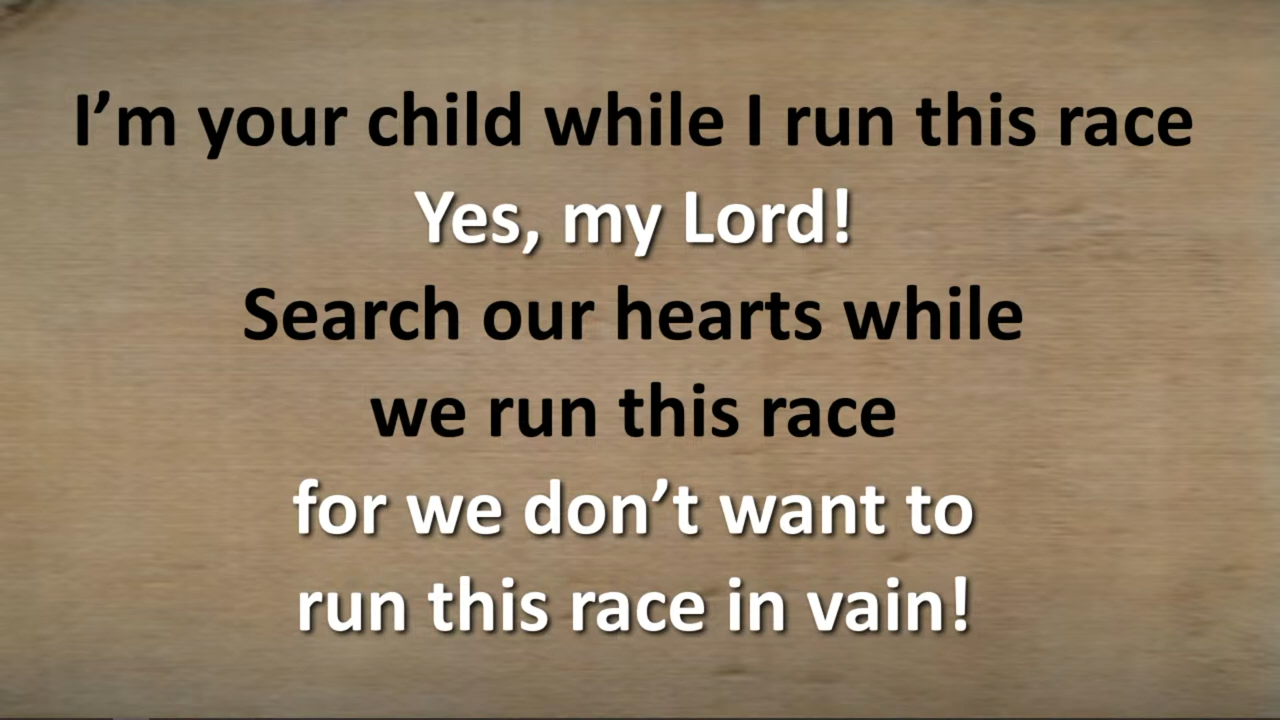 I’m your child while I run this race
Yes, my Lord!
Search our hearts while
we run this race
for we don’t want to
run this race in vain!